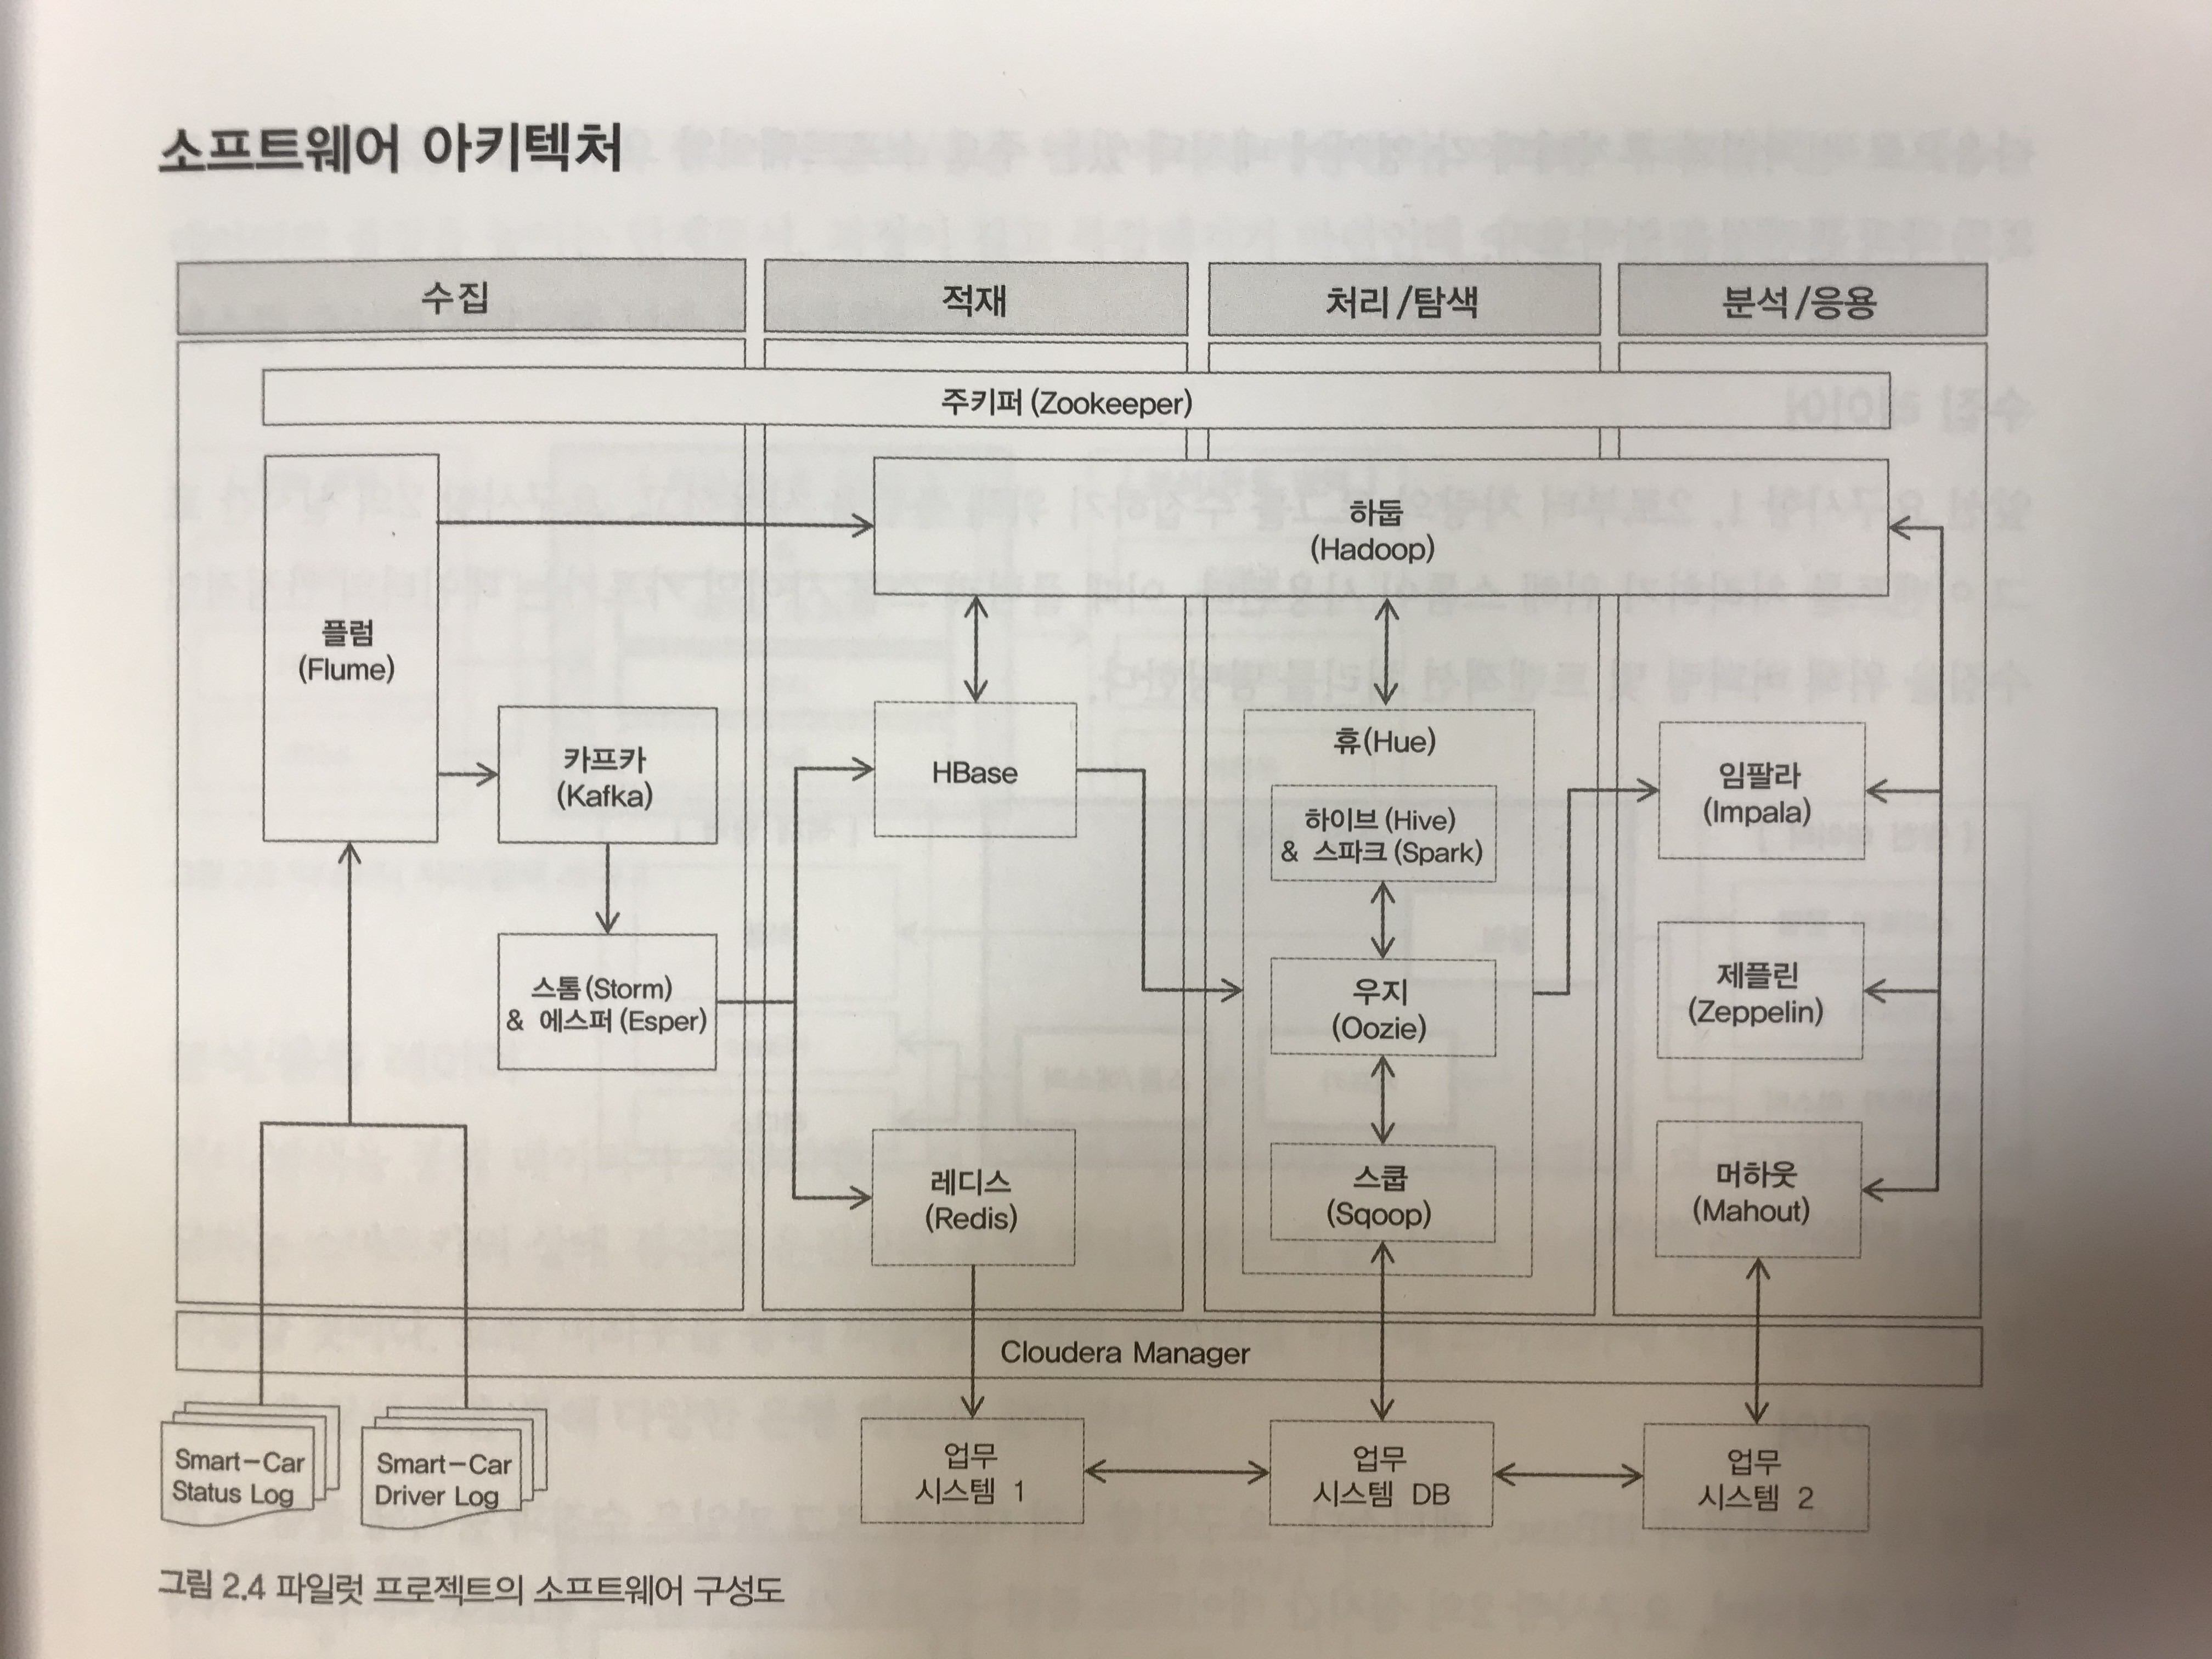 소프트웨어 아키텍처
수집
적재
처리/탐색
분석/응용
주키퍼 (Zookeeper)
하둡
(Hadoop)
플럼
(Flume)
카프카
(Kafka)
HBase
휴(Hue)
하이브 (Hive)
& 스파크 (Spark)
임팔라
(Impala)
스톰 (Storm)
& 에스퍼 (Esper)
우지
(Oozie)
제플린
(Zeppelin)
레디스
(Redis)
스쿱
(Sqoop)
머하웃
(Mahout)
Cloudera Manager
Smart-Car
Status Log
Smart-Car
Driver Log
업무
시스템 1
업무
시스템 DB
업무
시스템 2
그림 2.4 파일럿 프로젝트의 소프트웨어 구성도